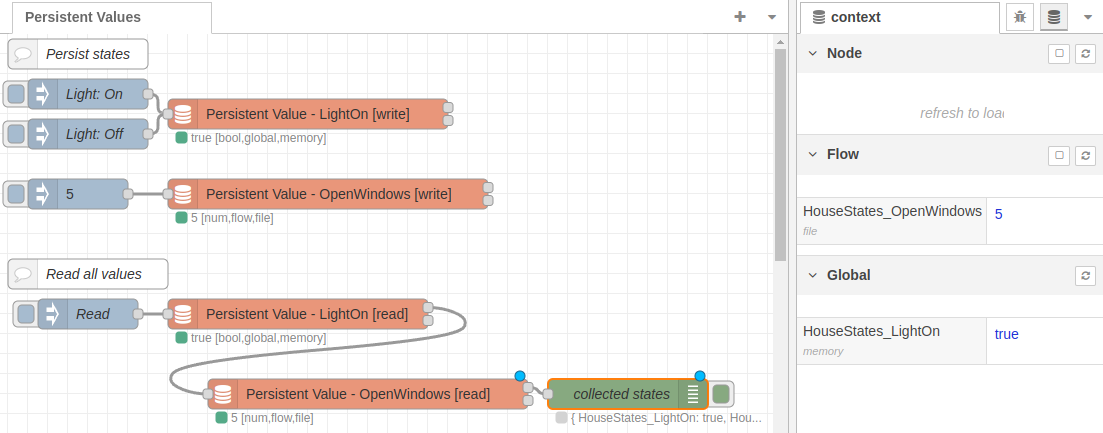 Persistent Values
context
Persist states
Light: On
Light: Off
Persistent Value - LightOn [write]
true [bool,global,memory]
5
Persistent Value - OpenWindows [write]
5 [num,flow,file]
Read all values
Read
Persistent Value - LightOn [read]
true [bool,global,memory]
Persistent Value - OpenWindows [read]
5 [num,flow,file]
collected states
{ HouseStates_LightOn: true, Hou...
Node
refresh to load
Flow
HouseStates_OpenWindows
5
file
Global
HouseStates_LightOn
true
memory